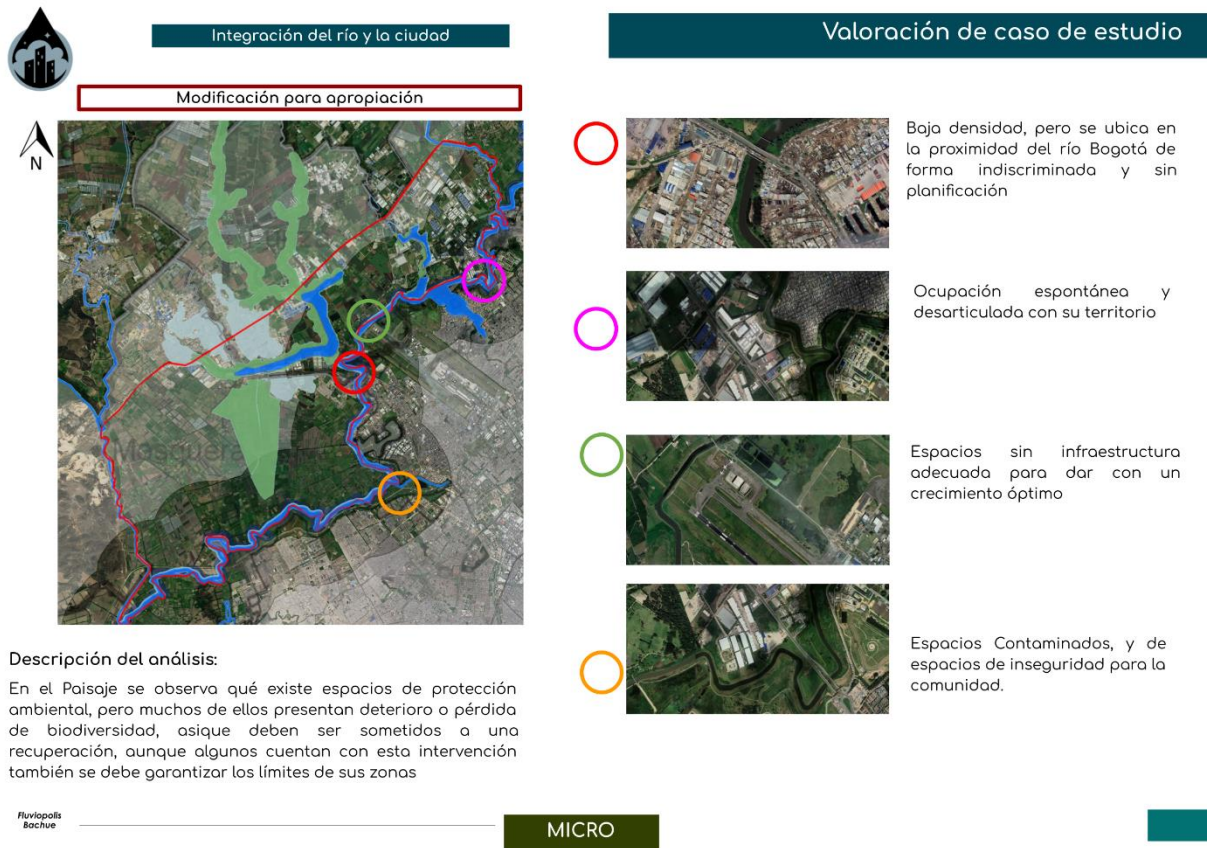 Integración del río y la ciudad
Modificación para apropiación
N
Mosquera
Descripción del análisis:
En el Paisaje se observa qué existe espacios de protección
ambiental, pero muchos de ellos presentan deterioro o pérdida
de biodiversidad, asique deben ser sometidos a una
recuperación, aunque algunos cuentan con esta intervención
también se debe garantizar los límites de sus zonas
Valoración de caso de estudio
Baja densidad, pero se ubica en
la proximidad del río Bogotá de
forma indiscriminada y sin
planificación
Ocupación espontánea y
desarticulada con su territorio
Espacios sin infraestructura
adecuada para dar con un
crecimiento óptimo
Espacios Contaminados, y de
espacios de inseguridad para la
comunidad.
Fluviopolis
Bachue
MICRO